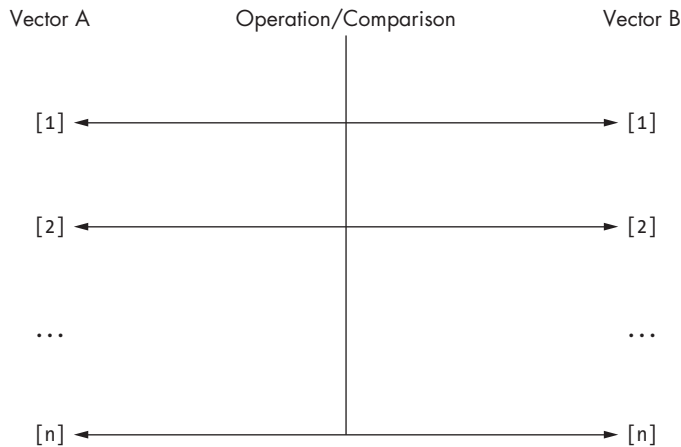 Vector A Operation/Comparison Vector B
[1] [1]
[2] [2]
... ...
[n] [n]